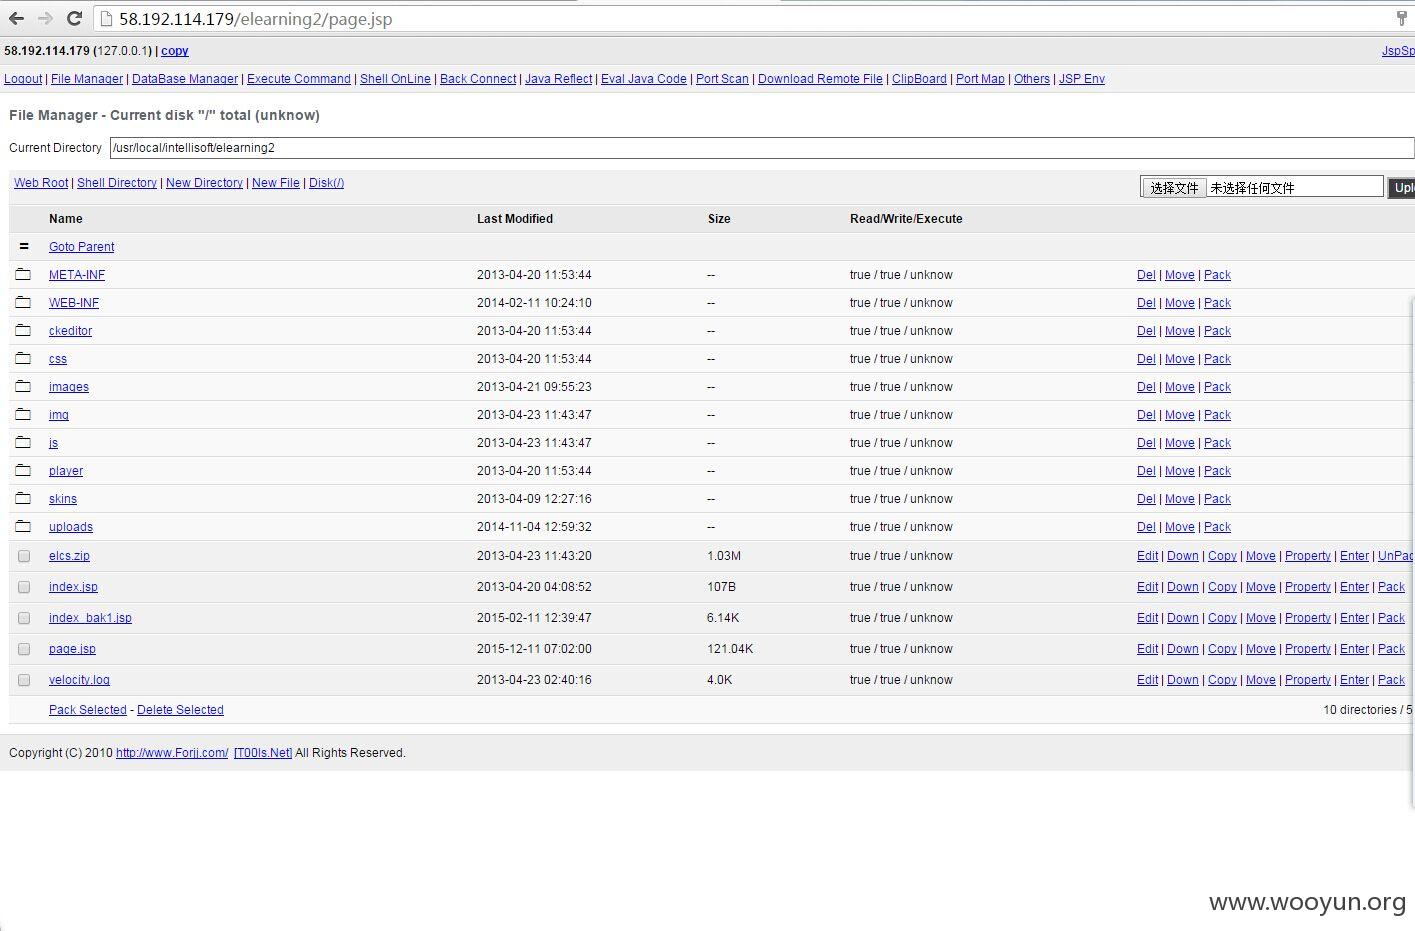 58.192.114.179/elearning2/page.jsp
58.192.114.179 (127.0.0.1) | copy JspSp
Logout | File Manager | DataBase Manager | Execute Command | Shell OnLine | Back Connect | Java Reflect | Eval Java Code | Port Scan | Download Remote File | ClipBoard | Port Map | Others | JSP Env
File Manager - Current disk "/" total (unknow)
Current Directory /usr/local/intellisoft/elearning2
Web Root | Shell Directory | New Directory | New File | Disk(/) 选择文件 未选择任何文件 Upl
Name Last Modified Size Read/Write/Execute
= Goto Parent
META-INF 2013-04-20 11:53:44 -- true / true / unknow Del | Move | Pack
WEB-INF 2014-02-11 10:24:10 -- true / true / unknow Del | Move | Pack
ckeditor 2013-04-20 11:53:44 -- true / true / unknow Del | Move | Pack
css 2013-04-20 11:53:44 -- true / true / unknow Del | Move | Pack
images 2013-04-21 09:55:23 -- true / true / unknow Del | Move | Pack
img 2013-04-23 11:43:47 -- true / true / unknow Del | Move | Pack
js 2013-04-23 11:43:47 -- true / true / unknow Del | Move | Pack
player 2013-04-20 11:53:44 -- true / true / unknow Del | Move | Pack
skins 2013-04-09 12:27:16 -- true / true / unknow Del | Move | Pack
uploads 2014-11-04 12:59:32 -- true / true / unknow Del | Move | Pack
elcs.zip 2013-04-23 11:43:20 1.03M true / true / unknow Edit | Down | Copy | Move | Property | Enter | UnPac
index.jsp 2013-04-20 04:08:52 107B true / true / unknow Edit | Down | Copy | Move | Property | Enter | Pack
index_bak1.jsp 2015-02-11 12:39:47 6.14K true / true / unknow Edit | Down | Copy | Move | Property | Enter | Pack
page.jsp 2015-12-11 07:02:00 121.04K true / true / unknow Edit | Down | Copy | Move | Property | Enter | Pack
velocity.log 2013-04-23 02:40:16 4.0K true / true / unknow Edit | Down | Copy | Move | Property | Enter | Pack
Pack Selected - Delete Selected 10 directories / 5
Copyright (C) 2010 http://www.Forjj.com/ [T00ls.Net] All Rights Reserved.
www.wooyun.org